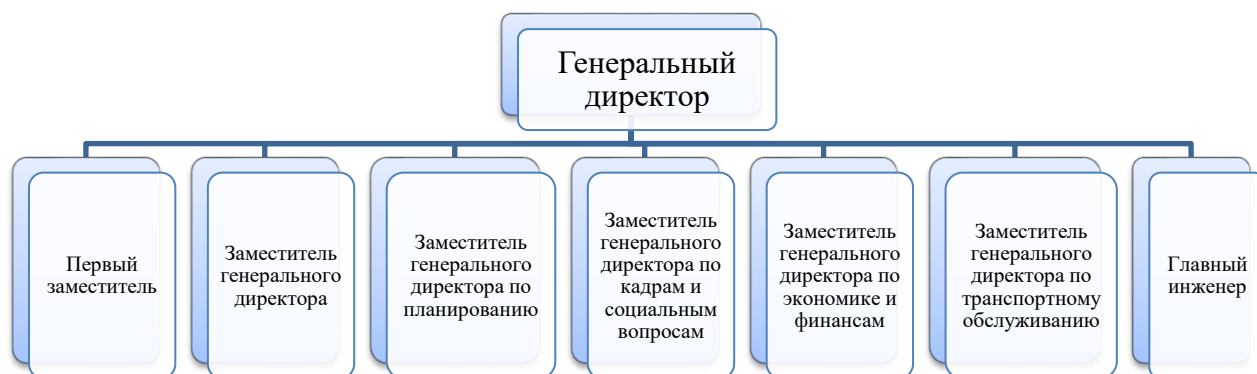 Генеральный
директор
Первый
заместитель
Заместитель
генерального
директора
Заместитель
генерального
директора по
планированию
Заместитель
генерального
директора по
кадрам и
социальным
вопросам
Заместитель
генерального
директора по
экономике и
финансам
Заместитель
генерального
директора по
транспортному
обслуживанию
Главный
инженер